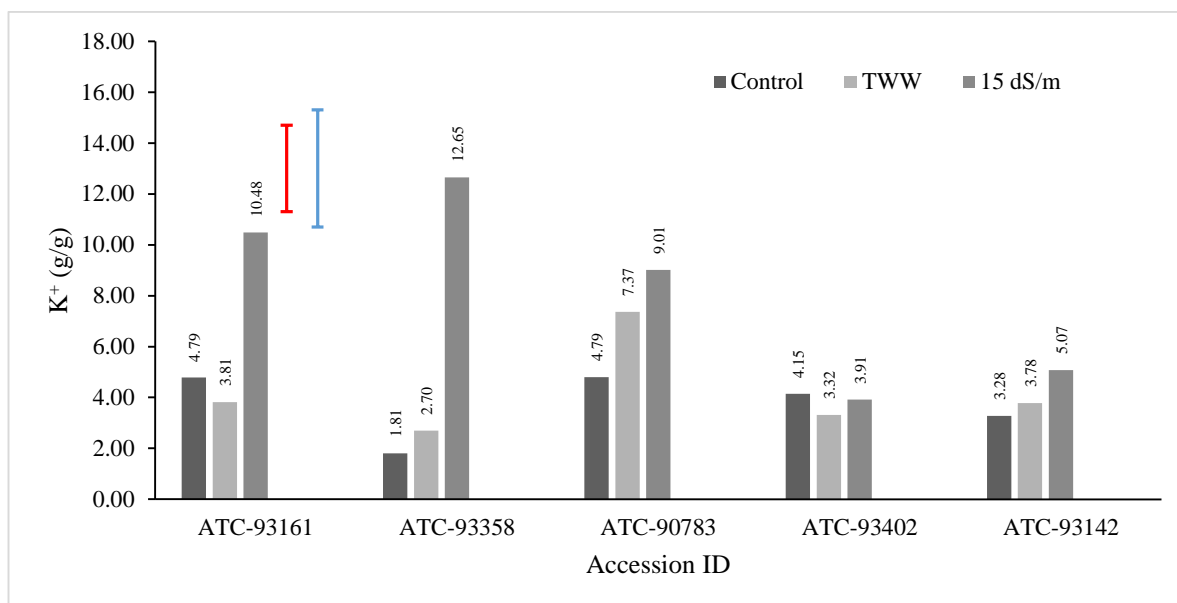 18.00
16.00
14.00
12.00
10.00
8.00
6.00
4.00
2.00
0.00
K+ (g/g)
Control TWW 15 dS/m
4.79 3.81 10.48
1.81 2.70 12.65
4.79 7.37 9.01
4.15 3.32 3.91
3.28 3.78 5.07
ATC-93161 ATC-93358 ATC-90783 ATC-93402 ATC-93142
Accession ID